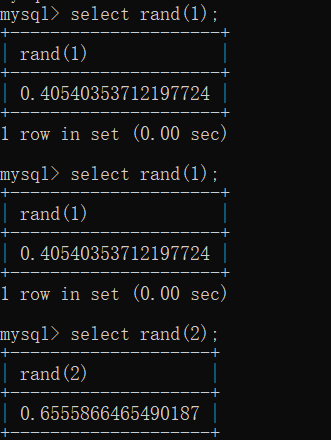 mysql> select rand(1);
+---------------------+
| rand(1)             |
+---------------------+
| 0.40540353712197724 |
+---------------------+
1 row in set (0.00 sec)

mysql> select rand(1);
+---------------------+
| rand(1)             |
+---------------------+
| 0.40540353712197724 |
+---------------------+
1 row in set (0.00 sec)

mysql> select rand(2);
+--------------------+
| rand(2)            |
+--------------------+
| 0.6555866465490187 |
+--------------------+